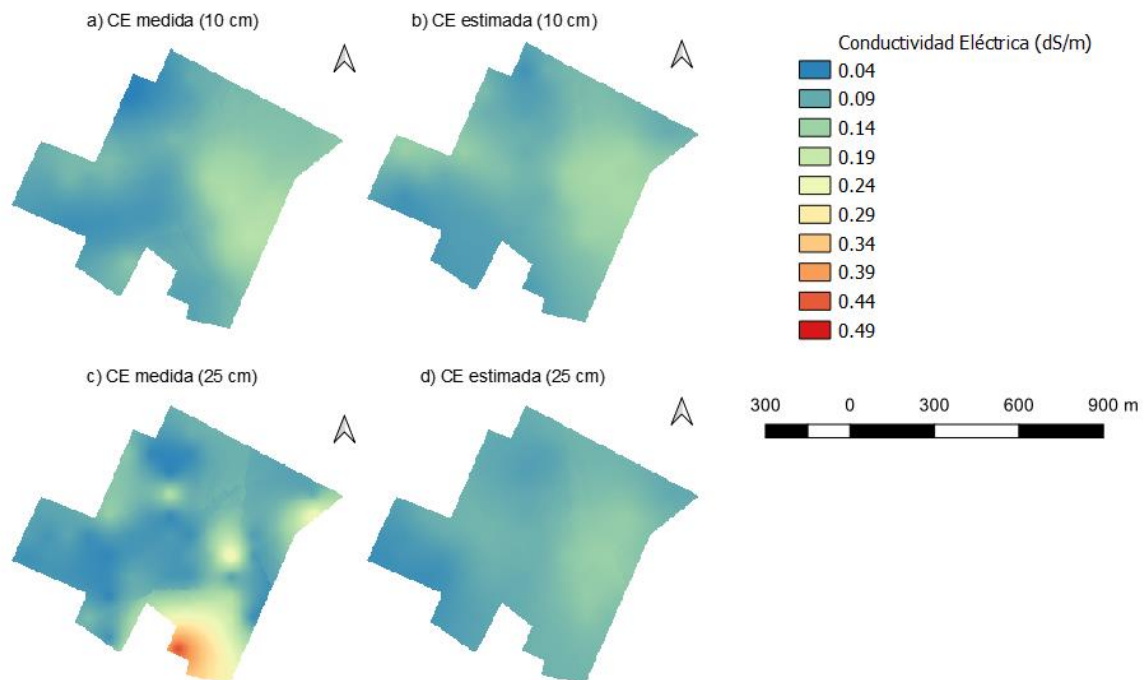 a) CE medida (10 cm)
b) CE estimada (10 cm)
Conductividad Eléctrica (dS/m)
0.04
0.09
0.14
0.19
0.24
0.29
0.34
0.39
0.44
0.49
c) CE medida (25 cm)
d) CE estimada (25 cm)
300 0 300 600 900 m